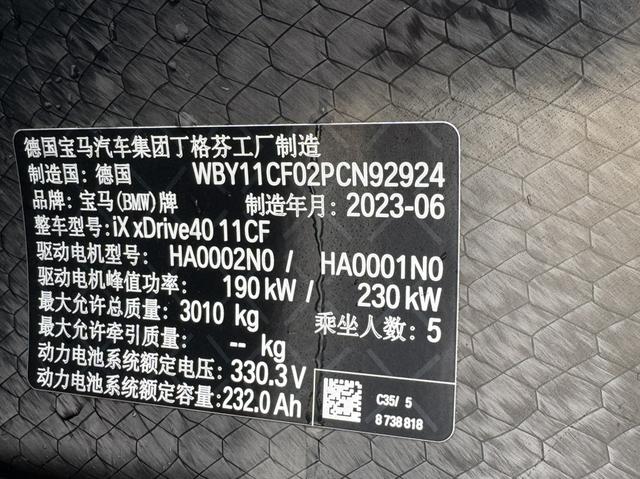 德国宝马汽车集团丁格芬工厂制造
制造国: 德国 WBY11CF02PCN92924
品牌: 宝马(BMW)牌 制造年月: 2023-06
整车型号: iX xDrive40 11CF
驱动电机型号: HA0002N0 / HA0001N0
驱动电机峰值功率: 190 kW / 230 kW
最大允许总质量: 3010 kg 乘坐人数: 5
最大允许牵引质量: -- kg
动力电池系统额定电压: 330.3 V
动力电池系统额定容量: 232.0 Ah
C35/ 5
8 738 818